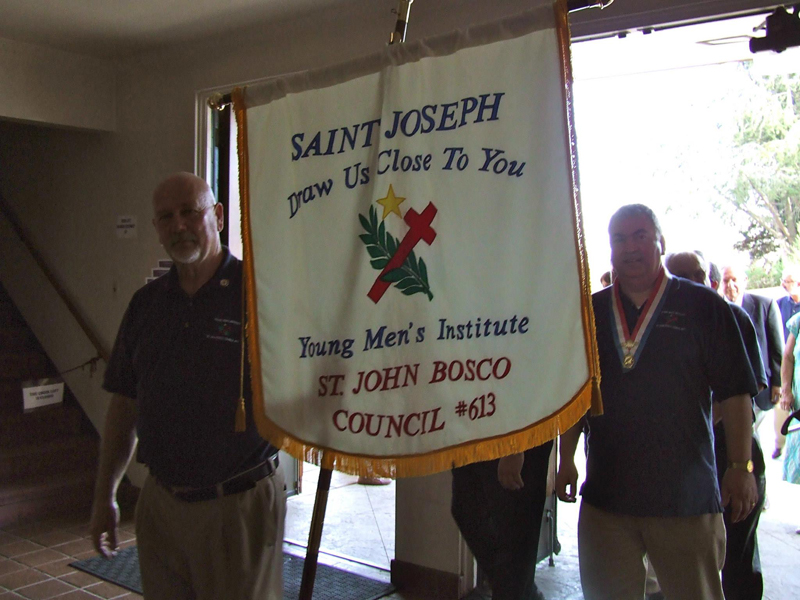 SAINT JOSEPH
Draw Us Close To You
Young Men's Institute
ST. JOHN BOSCO
COUNCIL #613